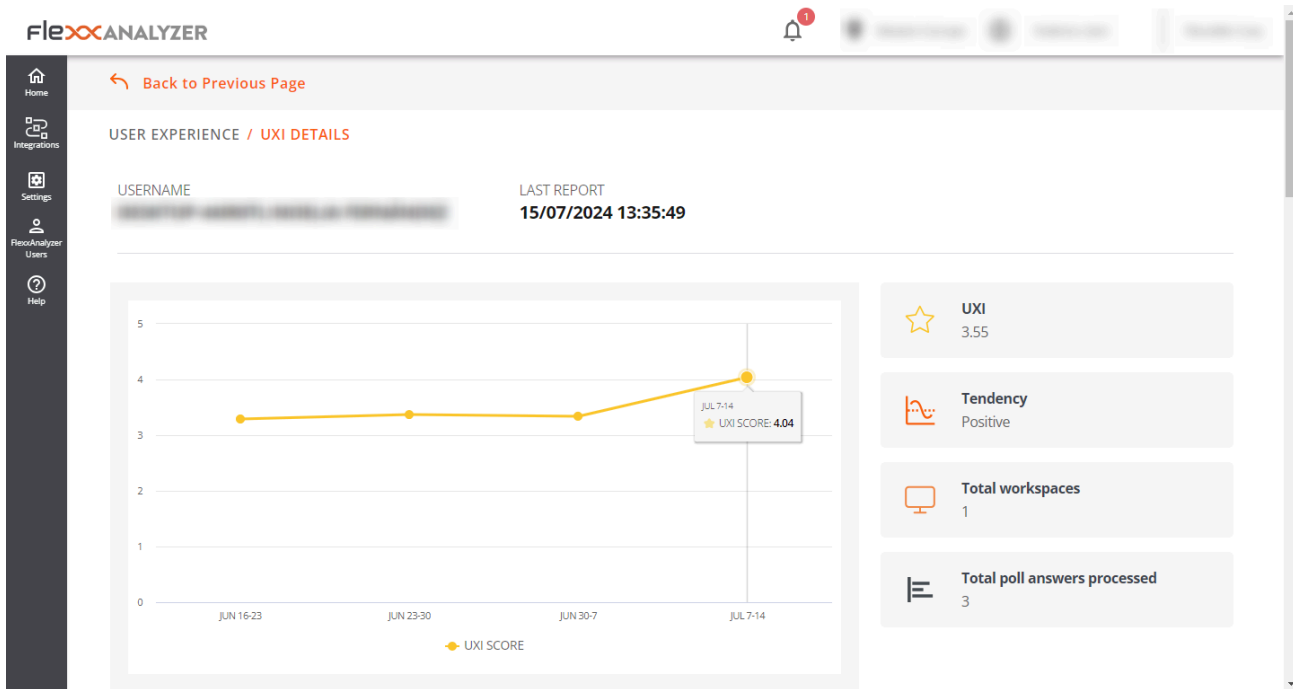 FlexxANALYZER
1
Home
Integrations
Settings
FlexxAnalyzer
Users
Help
Back to Previous Page
USER EXPERIENCE / UXI DETAILS
USERNAME
LAST REPORT
15/07/2024 13:35:49
5
4
3
2
1
0
JUL 7-14
UXI SCORE: 4.04
JUN 16-23
JUN 23-30
JUN 30-7
JUL 7-14
UXI SCORE
UXI
3.55
Tendency
Positive
Total workspaces
1
Total poll answers processed
3